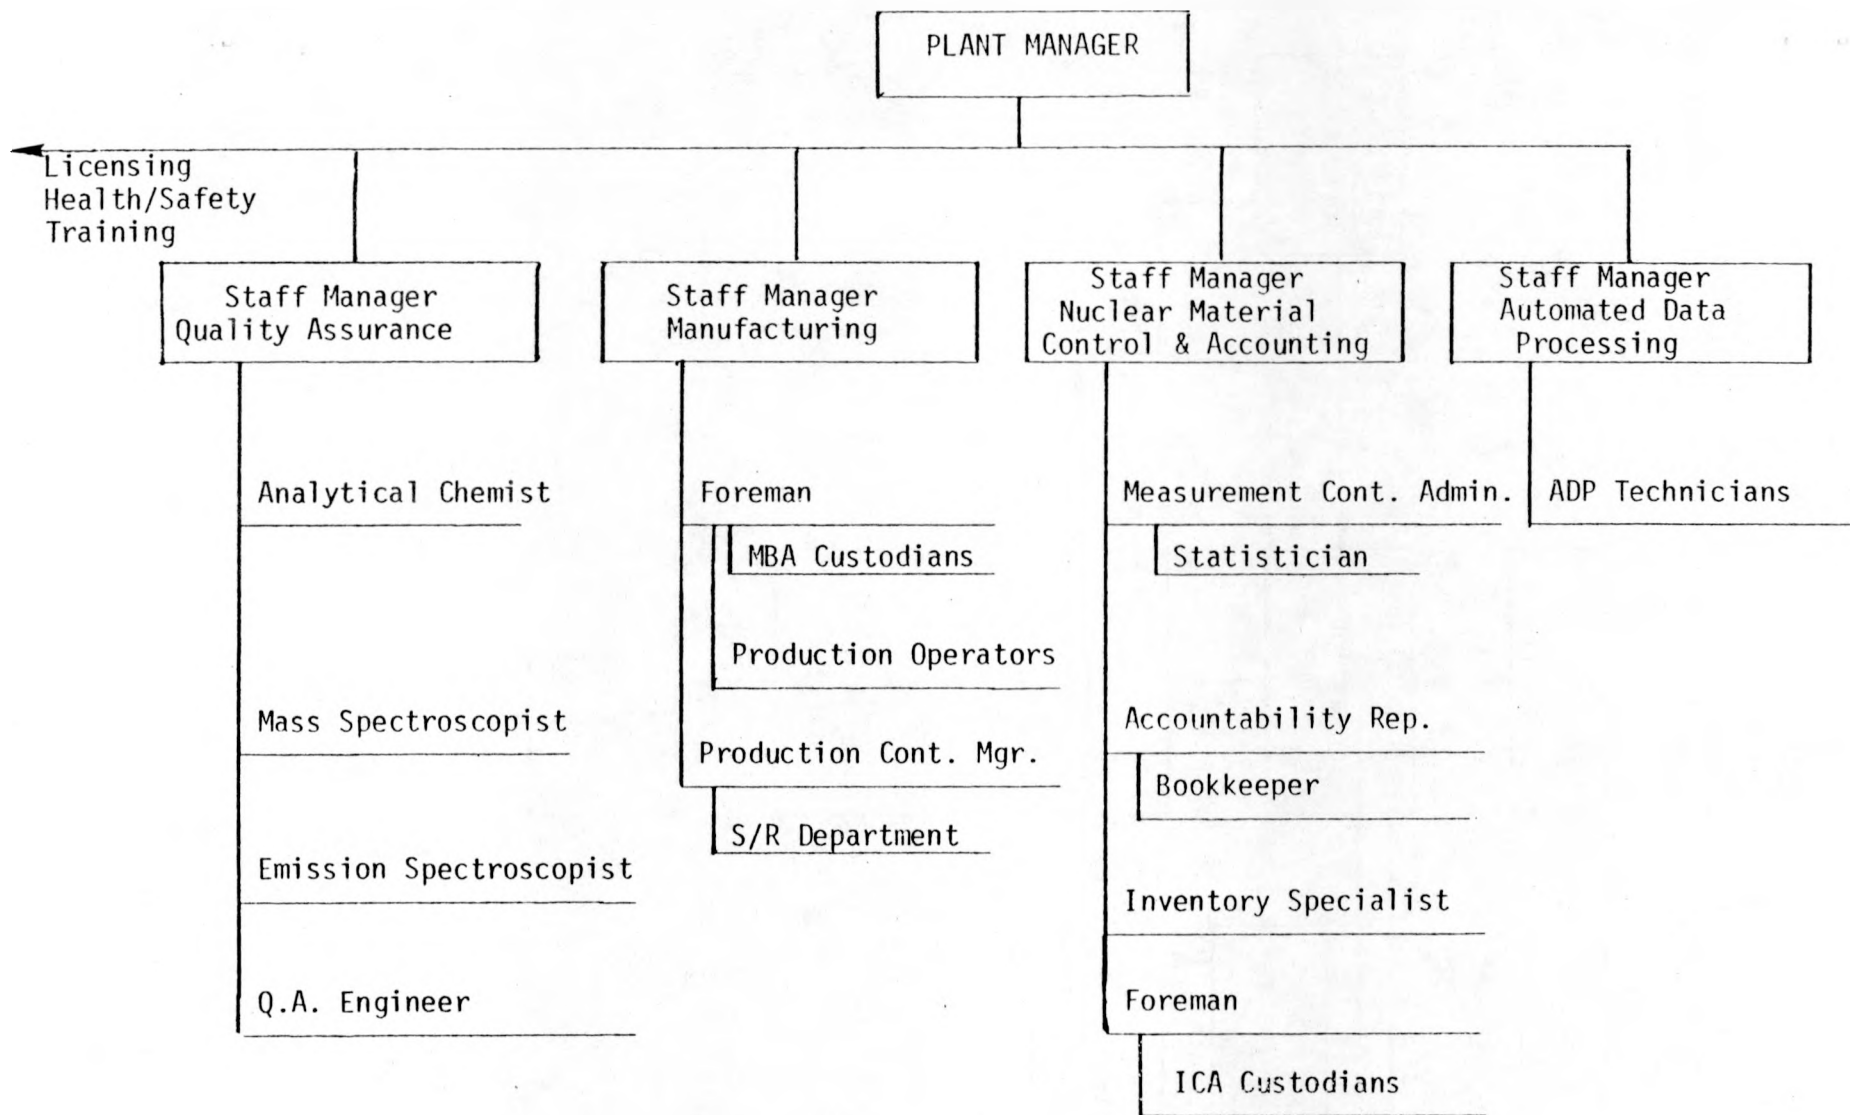 PLANT MANAGER
Licensing
Health/Safety
Training
Staff Manager
Quality Assurance
Staff Manager
Manufacturing
Staff Manager
Nuclear Material
Control & Accounting
Staff Manager
Automated Data
Processing
Analytical Chemist
Mass Spectroscopist
Emission Spectroscopist
Q.A. Engineer
Foreman
MBA Custodians
Production Operators
Production Cont. Mgr.
S/R Department
Measurement Cont. Admin.
Statistician
Accountability Rep.
Bookkeeper
Inventory Specialist
Foreman
ICA Custodians
ADP Technicians